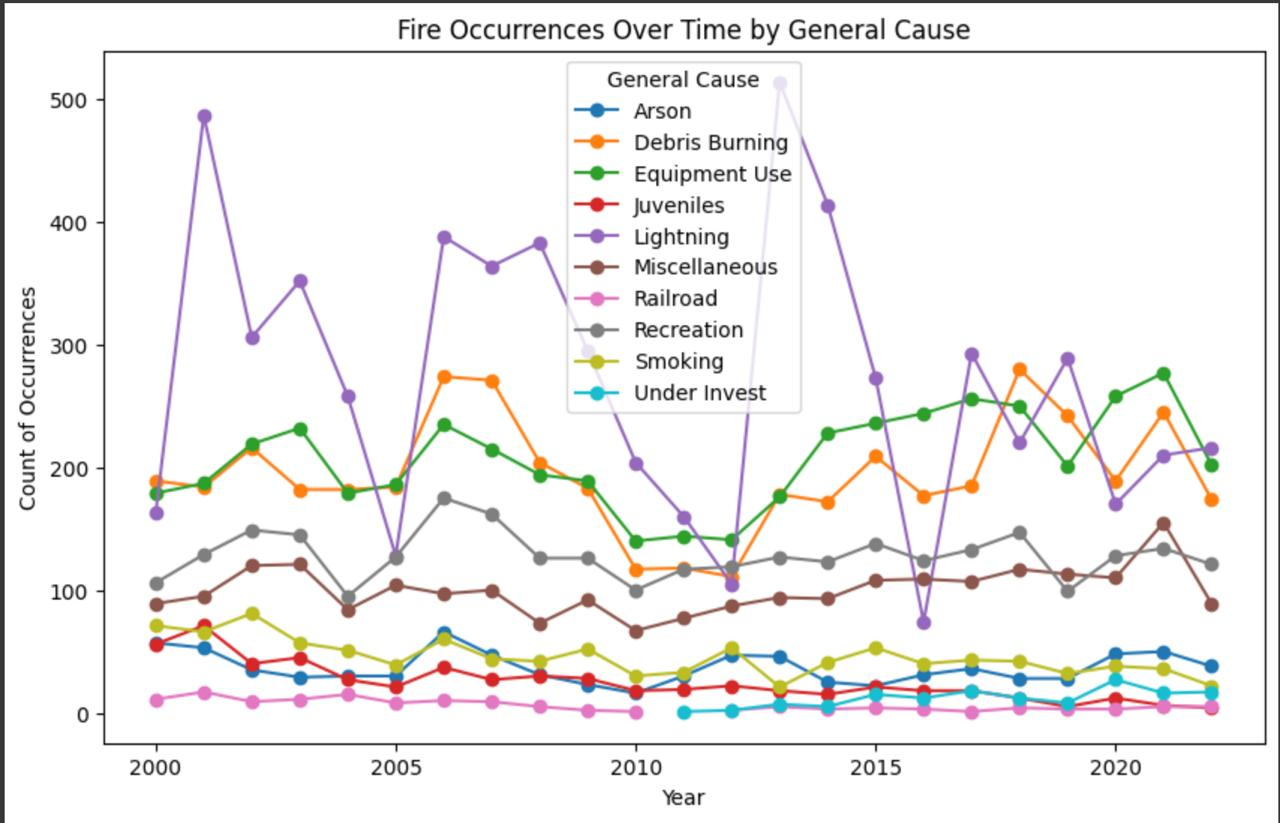 Fire Occurrences Over Time by General Cause
General Cause
Arson
Debris Burning
Equipment Use
Juveniles
Lightning
Miscellaneous
Railroad
Recreation
Smoking
Under Invest
Count of Occurrences
500
400
300
200
100
0
2000
2005
2010
2015
2020
Year